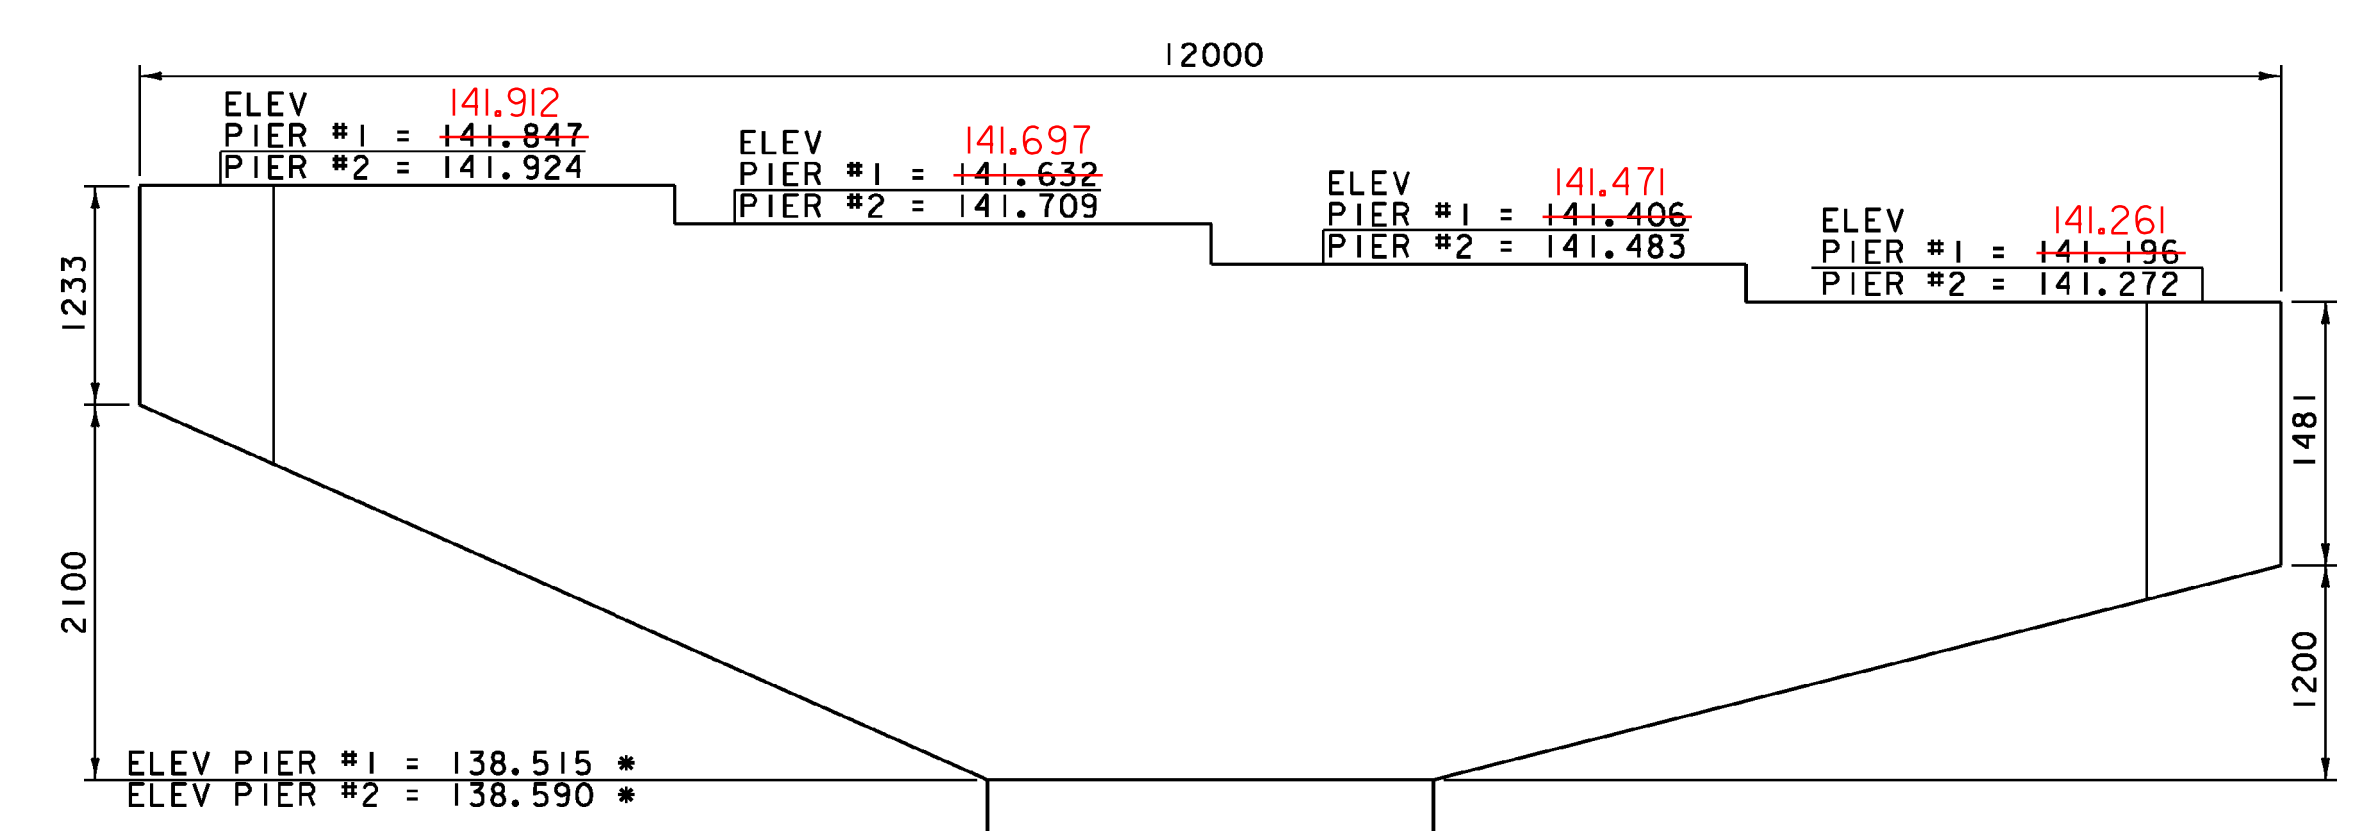 12000
ELEV 141.912
PIER #1 = 141.847
PIER #2 = 141.924
ELEV 141.697
PIER #1 = 141.632
PIER #2 = 141.709
ELEV 141.471
PIER #1 = 141.406
PIER #2 = 141.483
ELEV 141.261
PIER #1 = 141.196
PIER #2 = 141.272
1233
2100
1481
1200
ELEV PIER #1 = 138.515 *
ELEV PIER #2 = 138.590 *